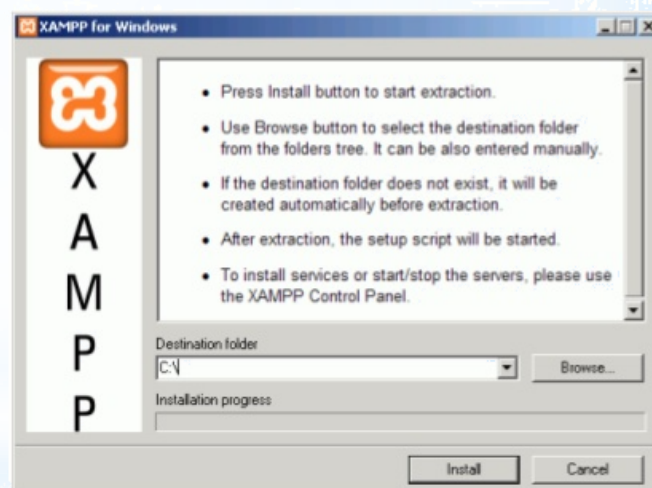 XAMPP for Windows
X
A
M
P
P
• Press Install button to start extraction.
• Use Browse button to select the destination folder
from the folders tree. It can be also entered manually.
• If the destination folder does not exist, it will be
created automatically before extraction.
• After extraction, the setup script will be started.
• To install services or start/stop the servers, please use
the XAMPP Control Panel.
Destination folder
C:\
Browse...
Installation progress
Install
Cancel